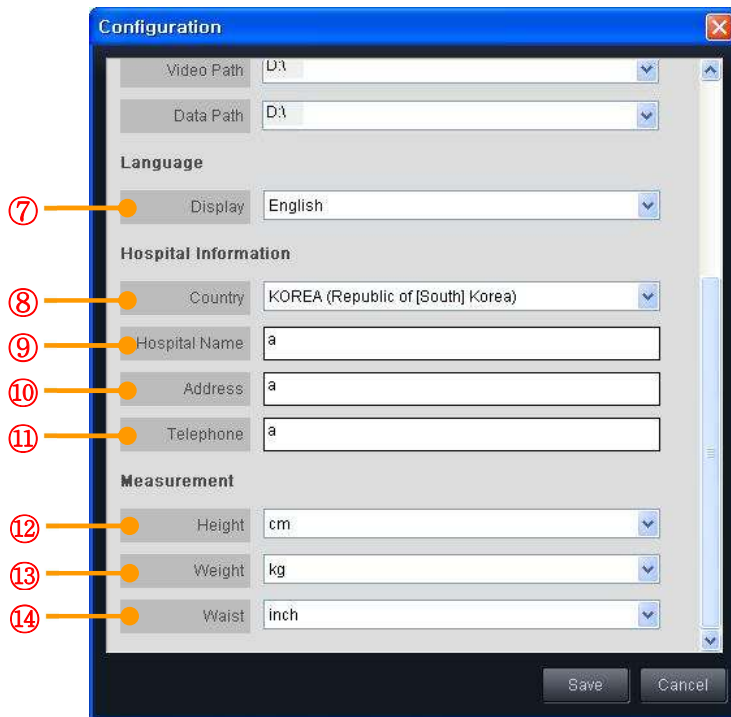 Configuration
Video Path D:\
Data Path D:\
Language
⑦ Display English
Hospital Information
⑧ Country KOREA (Republic of [South] Korea)
⑨ Hospital Name a
⑩ Address a
⑪ Telephone a
Measurement
⑫ Height cm
⑬ Weight kg
⑭ Waist inch
Save Cancel